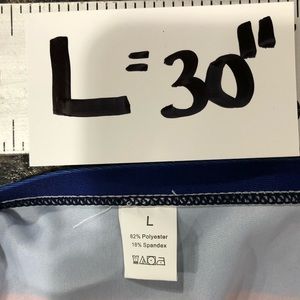 L=30"
L
82% Polyester
18% Spandex